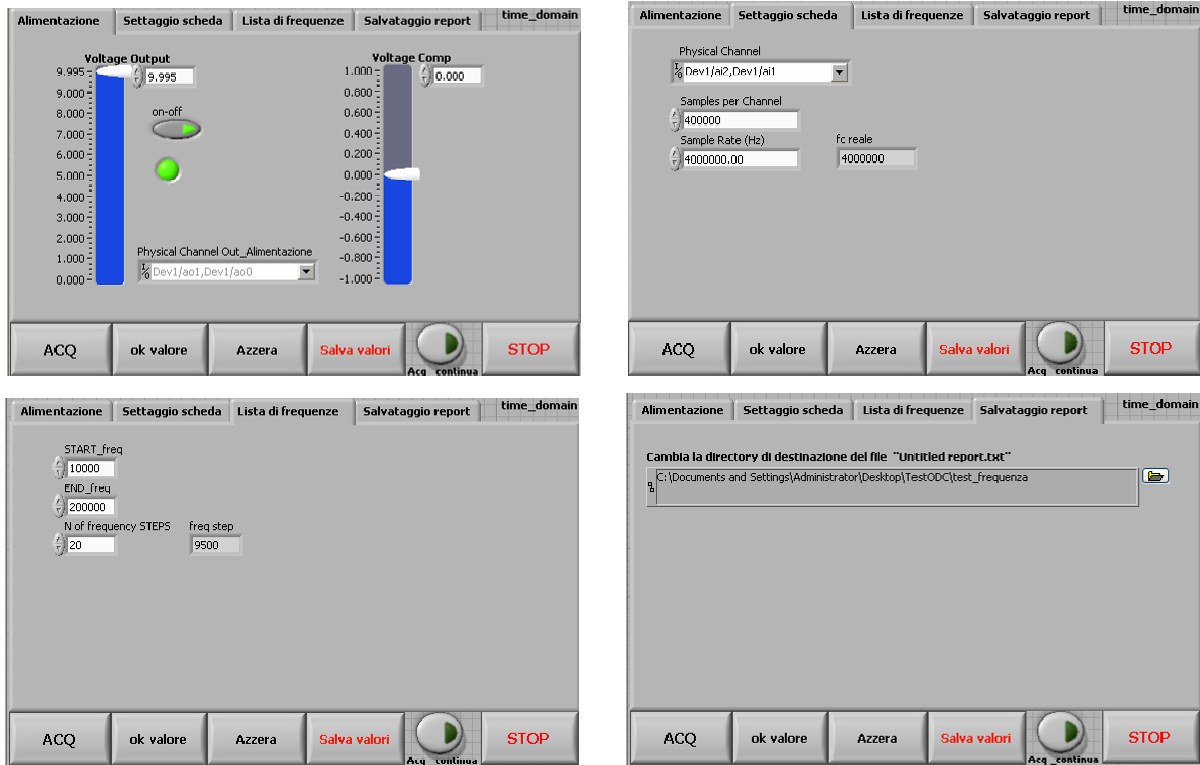 Alimentazione Settaggio scheda Lista di frequenze Salvataggio report time_domain
Voltage Output
9.995
9.995
9.000
8.000
7.000
6.000
5.000
4.000
3.000
2.000
1.000
0.000
on-off
Physical Channel Out_Alimentazione
Dev1/ao1,Dev1/ao0
Voltage Comp
1.000
0.000
0.800
0.600
0.400
0.200
0.000
-0.200
-0.400
-0.600
-0.800
-1.000
ACQ ok valore Azzera Salva valori Acq_continua STOP
Alimentazione Settaggio scheda Lista di frequenze Salvataggio report time_domain
Physical Channel
Dev1/ai2,Dev1/ai1
Samples per Channel
400000
Sample Rate (Hz) fc reale
4000000.00 4000000
ACQ ok valore Azzera Salva valori Acq_continua STOP
Alimentazione Settaggio scheda Lista di frequenze Salvataggio report time_domain
START_freq
10000
END_freq
200000
N of frequency STEPS freq step
20 9500
ACQ ok valore Azzera Salva valori Acq_continua STOP
Alimentazione Settaggio scheda Lista di frequenze Salvataggio report time_domain
Cambia la directory di destinazione del file "Untitled report.txt"
C:\Documents and Settings\Administrator\Desktop\TestODC\test_frequenza
ACQ ok valore Azzera Salva valori Acq_continua STOP